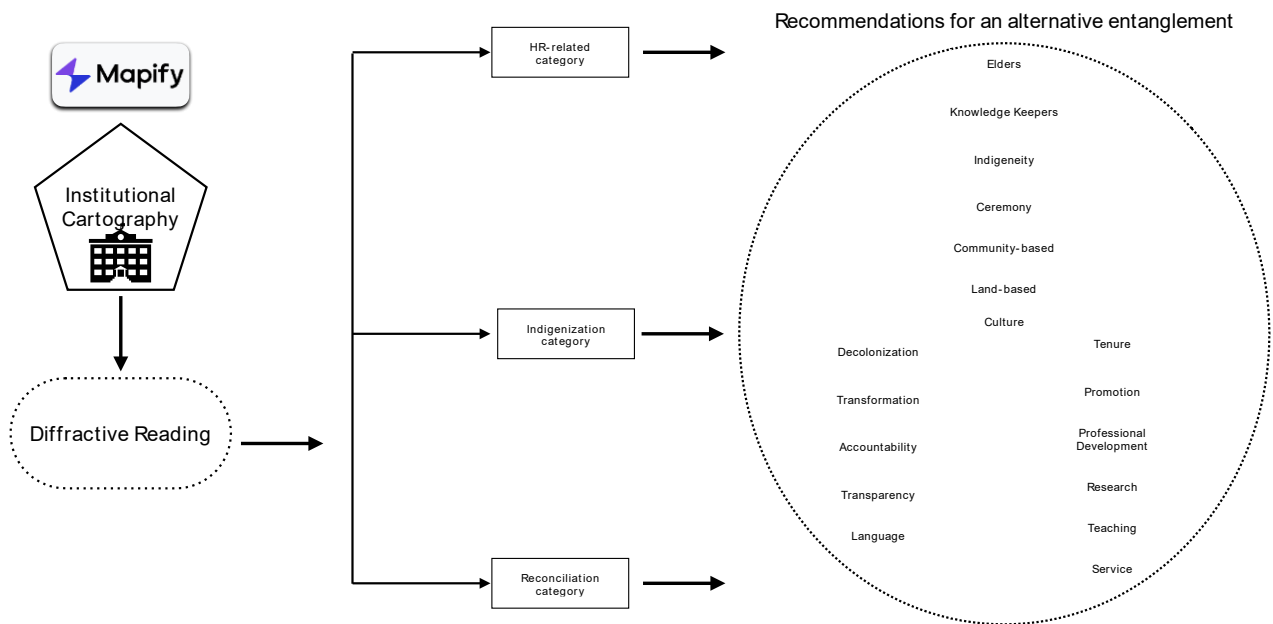 Mapify
Institutional
Cartography
Diffractive Reading
HR-related
category
Indigenization
category
Reconciliation
category
Recommendations for an alternative entanglement
Elders
Knowledge Keepers
Indigeneity
Ceremony
Community-based
Land-based
Culture
Decolonization
Transformation
Accountability
Transparency
Language
Tenure
Promotion
Professional
Development
Research
Teaching
Service